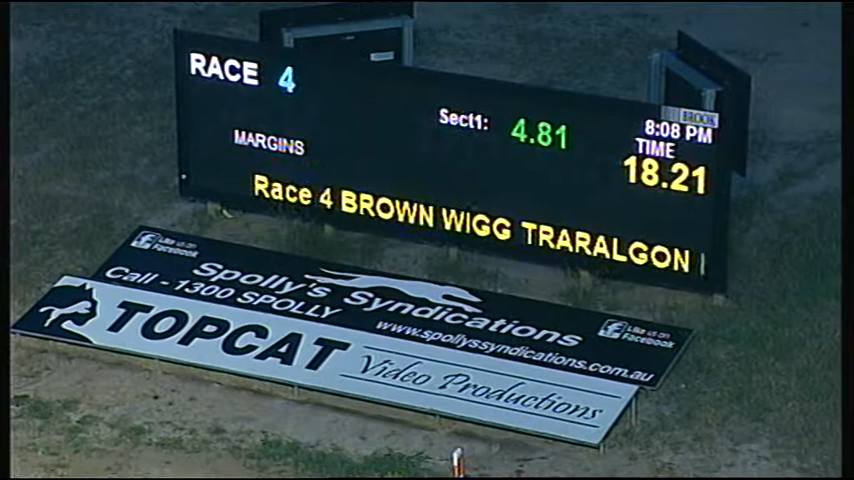 BROOK
RACE 4
Sect1: 4.81
8:08 PM
MARGINS
TIME
18.21
Race 4 BROWN WIGG TRARALGON
Like us on
Facebook
Spolly's Syndications
Call - 1300 SPOLLY
www.spollyssyndications.com.au
Like us on
Facebook
TOPCAT
Video Productions